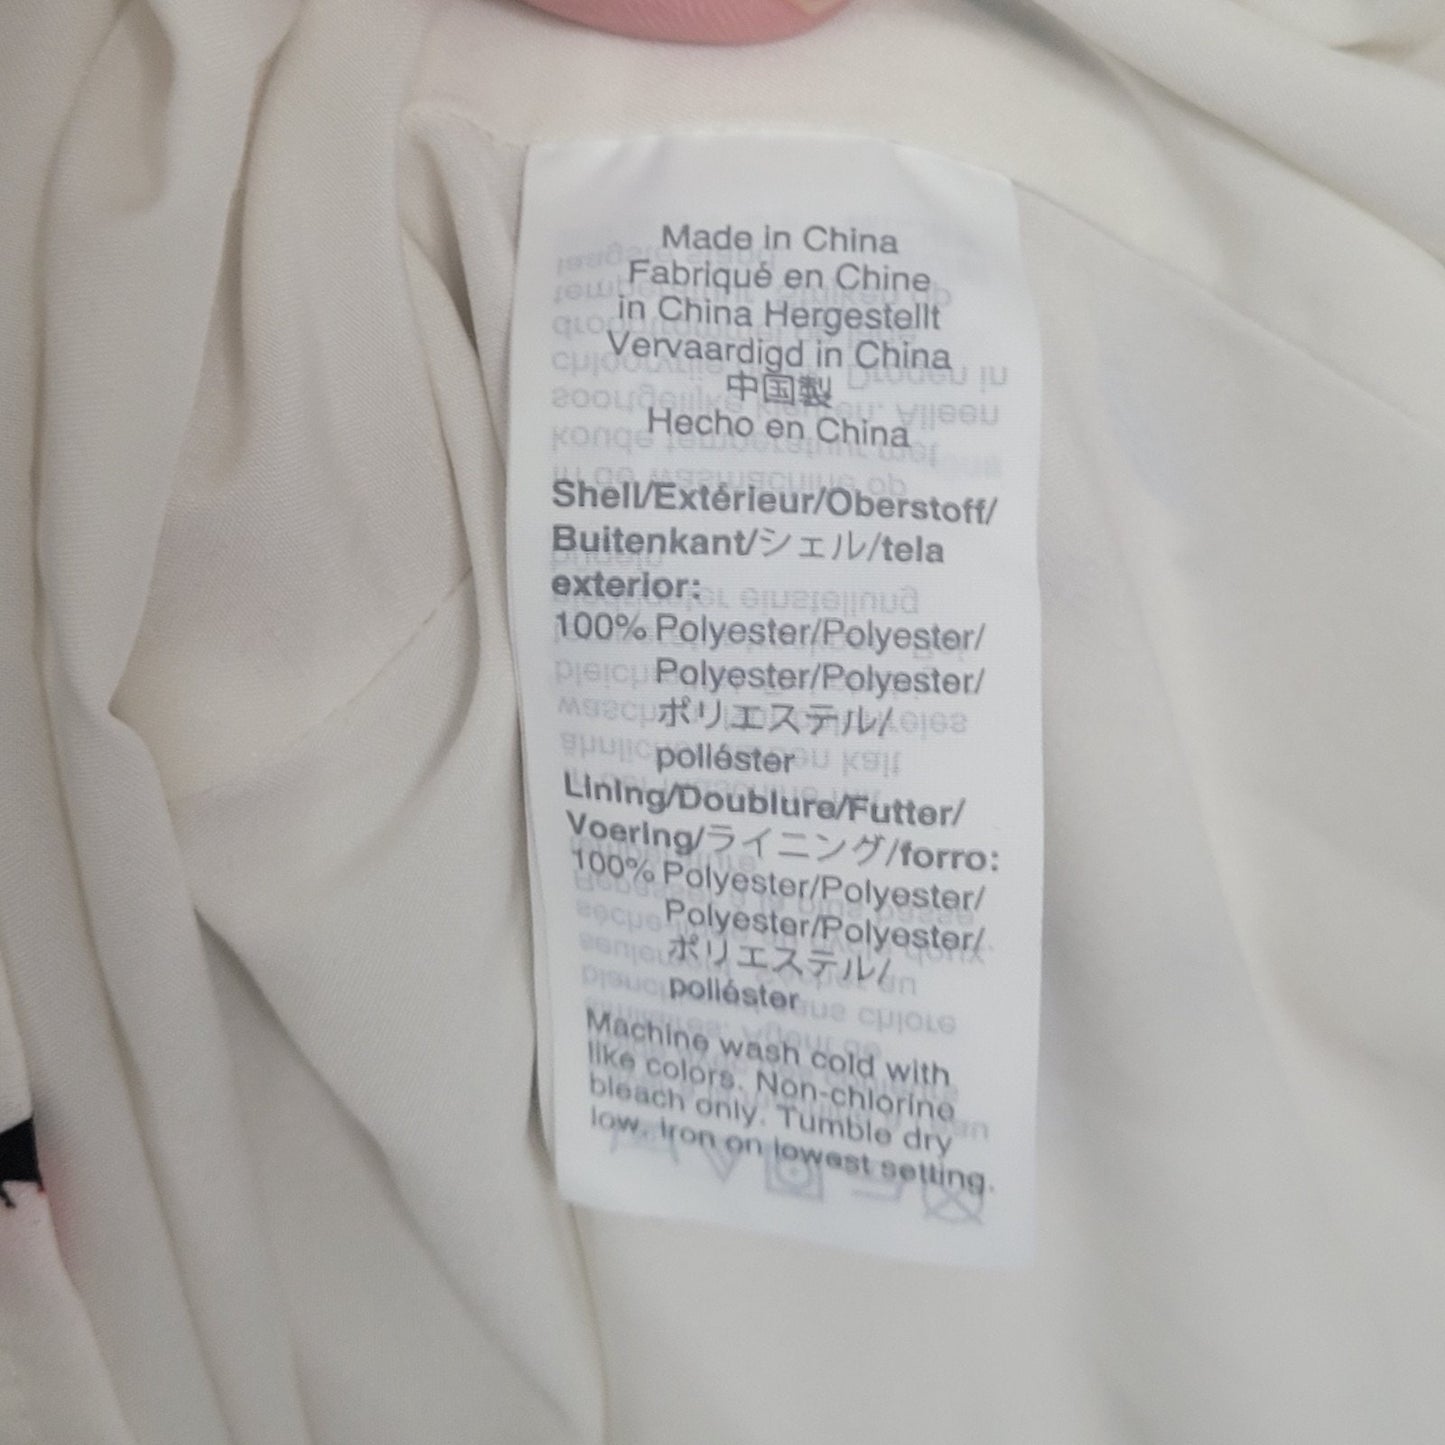 Made in China
Fabriqué en Chine
in China Hergestellt
Vervaardigd in China
中国製
Hecho en China
Shell/Extérieur/Oberstoff/
Buitenkant/シェル/tela
exterior:
100% Polyester/Polyester/
Polyester/Polyester/
ポリエステル/
poliéster
Lining/Doublure/Futter/
Voering/ライニング/forro:
100% Polyester/Polyester/
Polyester/Polyester/
ポリエステル/
poliéster
Machine wash cold with
like colors. Non-chlorine
bleach only. Tumble dry
low. Iron on lowest setting.